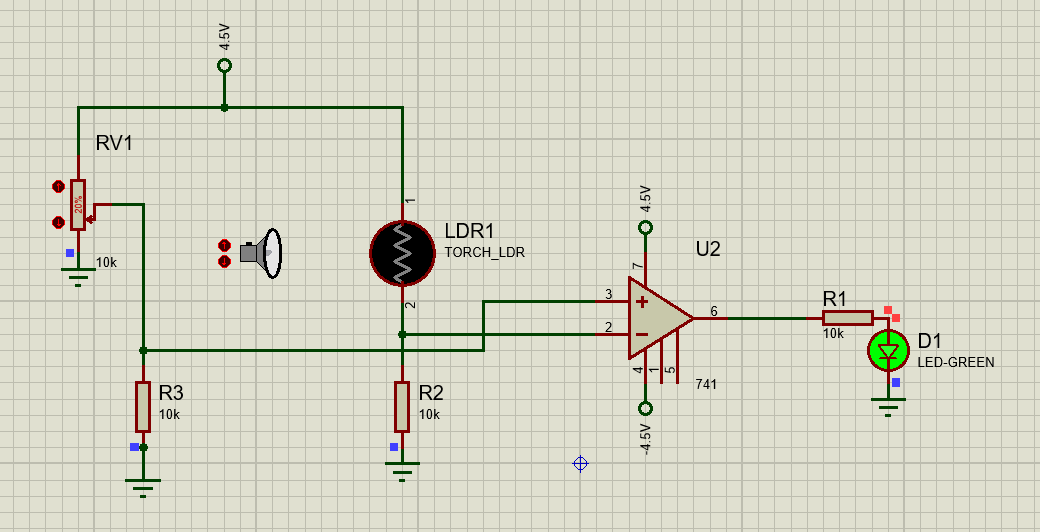 4.5V
RV1
20%
10k
1
LDR1
TORCH_LDR
2
4.5V
U2
7
3
2
6
4
1
5
741
-4.5V
R1
10k
D1
LED-GREEN
R3
10k
R2
10k